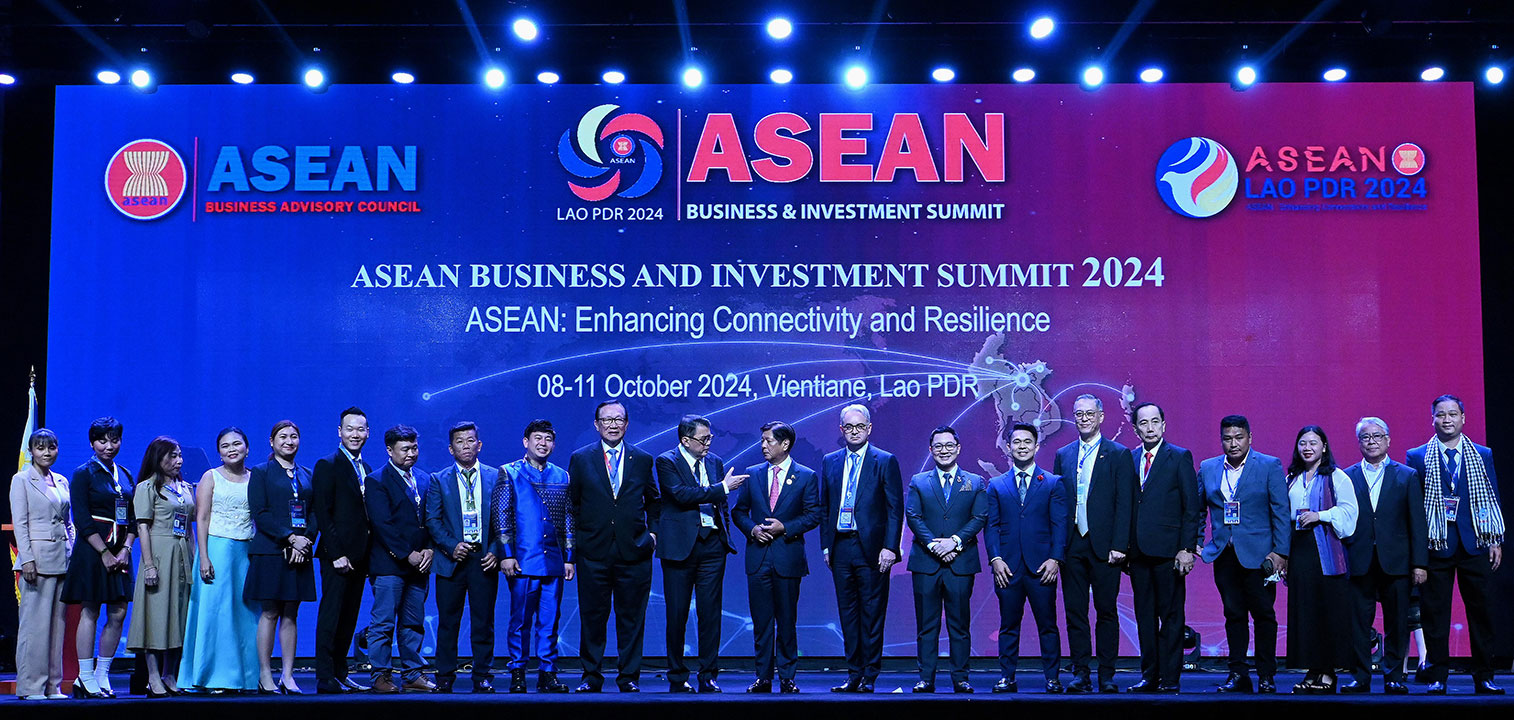 asean
ASEAN
BUSINESS ADVISORY COUNCIL
ASEAN
LAO PDR 2024
ASEAN
BUSINESS & INVESTMENT SUMMIT
ASEAN
LAO PDR 2024
ASEAN BUSINESS AND INVESTMENT SUMMIT 2024
ASEAN: Enhancing Connectivity and Resilience
08-11 October 2024, Vientiane, Lao PDR